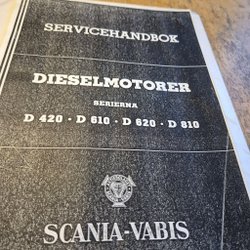 SERVICEHANDBOK
DIESELMOTORER
SERIERNA
D 420 · D 610 · D 620 · D 810
SCANIA-VABIS